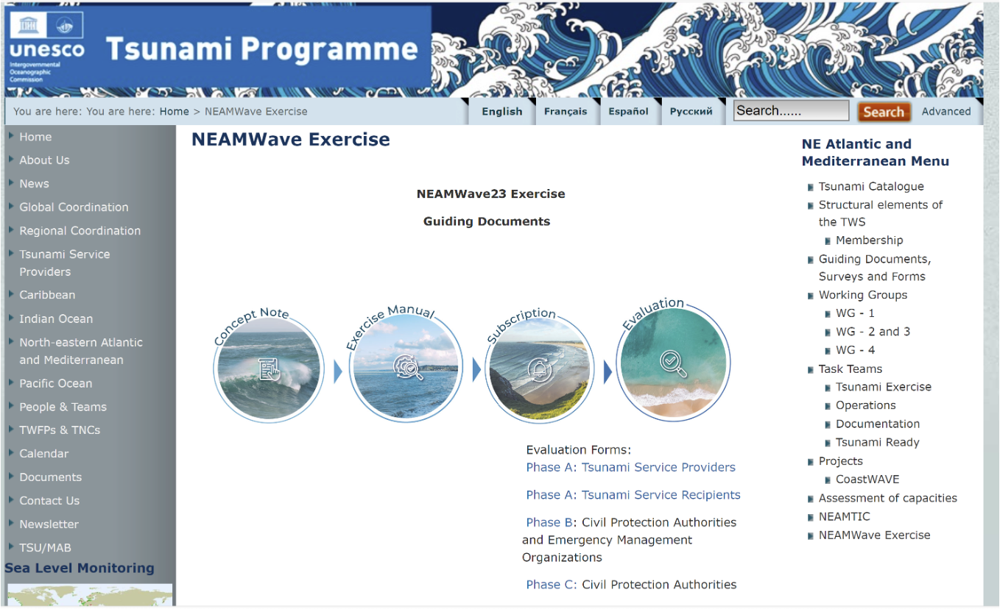 unesco
Intergovernmental
Oceanographic
Commission
Tsunami Programme
You are here: You are here: Home > NEAMWave Exercise
English
Français
Español
Русский
Search......
Search
Advanced
Home
About Us
News
Global Coordination
Regional Coordination
Tsunami Service
Providers
Caribbean
Indian Ocean
North-eastern Atlantic
and Mediterranean
Pacific Ocean
People & Teams
TWFPs & TNCs
Calendar
Documents
Contact Us
Newsletter
TSU/MAB
Sea Level Monitoring
NEAMWave Exercise
NEAMWave23 Exercise
Guiding Documents
Concept Note
Exercise Manual
Subscription
Evaluation
Evaluation Forms:
Phase A: Tsunami Service Providers
Phase A: Tsunami Service Recipients
Phase B: Civil Protection Authorities
and Emergency Management
Organizations
Phase C: Civil Protection Authorities
NE Atlantic and
Mediterranean Menu
Tsunami Catalogue
Structural elements of
the TWS
Membership
Guiding Documents,
Surveys and Forms
Working Groups
WG - 1
WG - 2 and 3
WG - 4
Task Teams
Tsunami Exercise
Operations
Documentation
Tsunami Ready
Projects
CoastWAVE
Assessment of capacities
NEAMTIC
NEAMWave Exercise